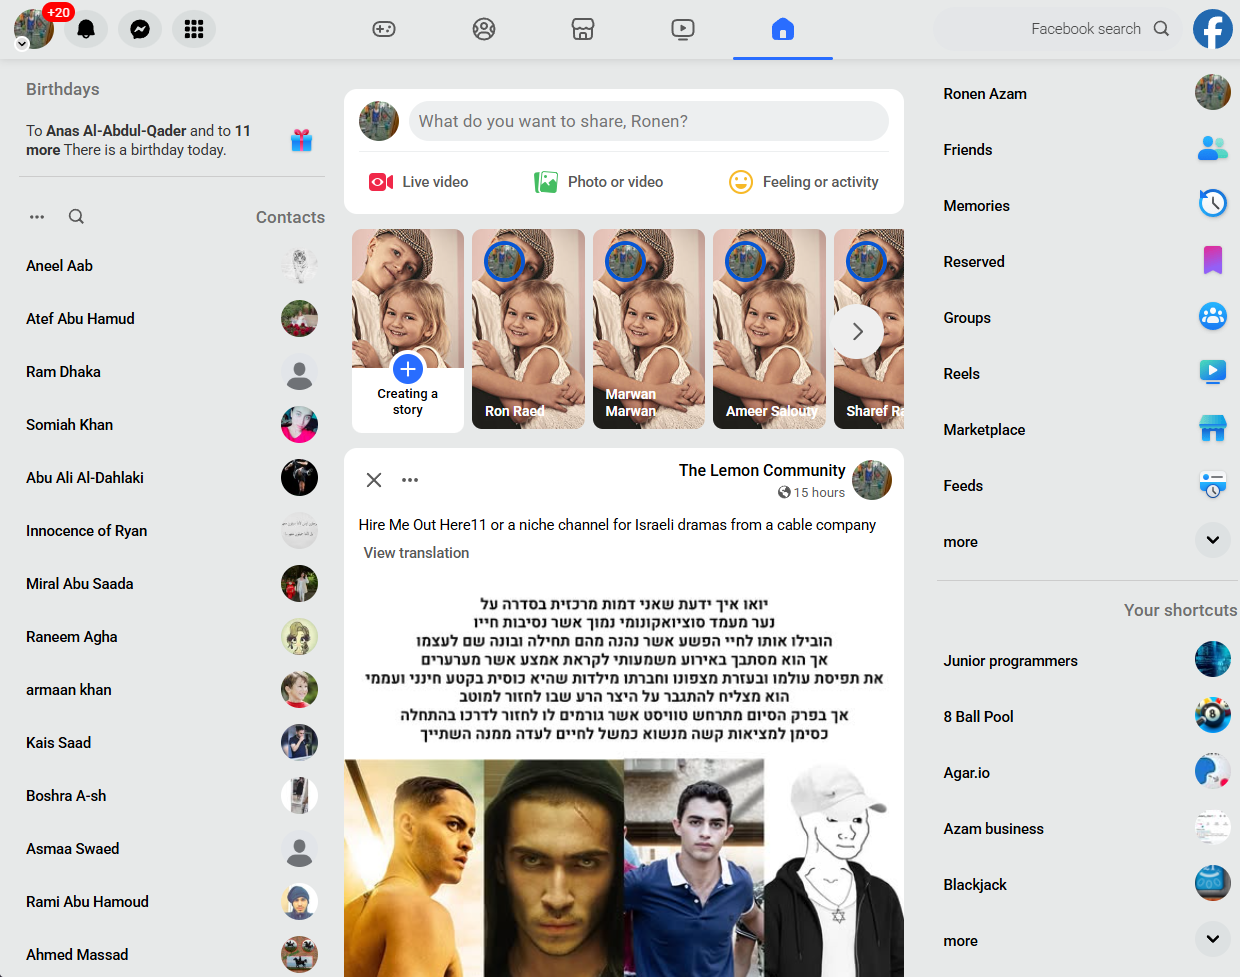 +20
Facebook search
Birthdays
To Anas Al-Abdul-Qader and to 11
more There is a birthday today.
Contacts
Aneel Aab
Atef Abu Hamud
Ram Dhaka
Somiah Khan
Abu Ali Al-Dahlaki
Innocence of Ryan
Miral Abu Saada
Raneem Agha
armaan khan
Kais Saad
Boshra A-sh
Asmaa Swaed
Rami Abu Hamoud
Ahmed Massad
What do you want to share, Ronen?
Live video
Photo or video
Feeling or activity
Creating a
story
Ron Raed
Marwan
Marwan
Ameer Salouty
Sharef Ra
The Lemon Community
15 hours
Hire Me Out Here11 or a niche channel for Israeli dramas from a cable company
View translation
יואו איך ידעת שאני דמות מרכזית בסדרה על
נער מעמד סוציואקונומי נמוך אשר נסיבות חייו
הובילו אותו לחיי הפשע אשר נהנה מהם תחילה ובונה שם לעצמו
אך הוא מסתבך באירוע משמעותי לקראת אמצע אשר מערערים
את תפיסת עולמו ובעזרת מצפונו וחברתו מילדות שהיא כוסית בקטע חינני ועממי
הוא מצליח להתגבר על היצר הרע שבו לחזור למוטב
אך בפרק הסיום מתרחש טוויסט אשר גורמים לו לחזור לדרכו בהתחלה
כסימן למציאות קשה מנשוא כמשל לחיים לעדה ממנה השתייך
Ronen Azam
Friends
Memories
Reserved
Groups
Reels
Marketplace
Feeds
more
Your shortcuts
Junior programmers
8 Ball Pool
Agar.io
Azam business
Blackjack
more